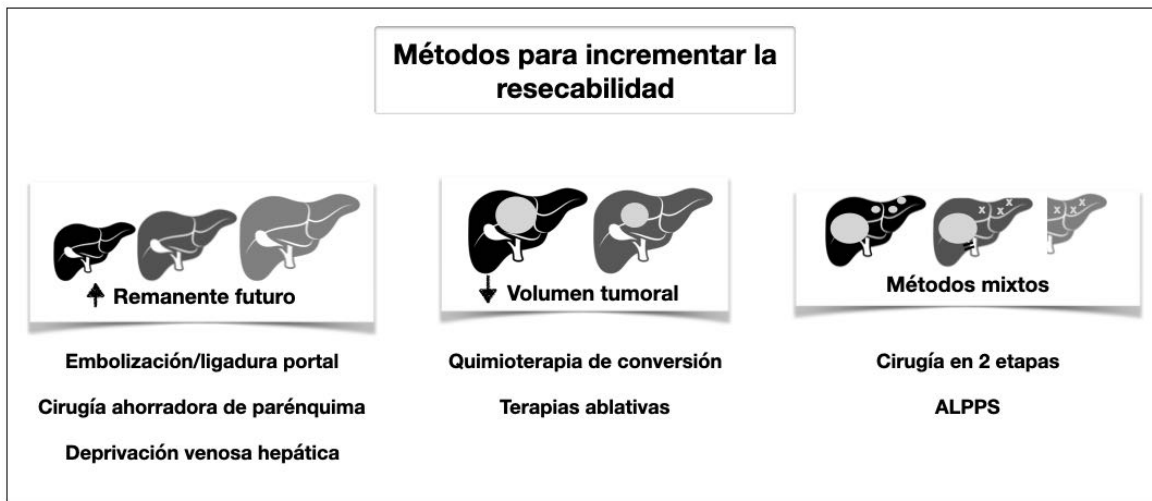 Métodos para incrementar la
resecabilidad
Remanente futuro
Embolización/ligadura portal
Cirugía ahorradora de parénquima
Deprivación venosa hepática
Volumen tumoral
Quimioterapia de conversión
Terapias ablativas
x x x
x x x
Métodos mixtos
Cirugía en 2 etapas
ALPPS